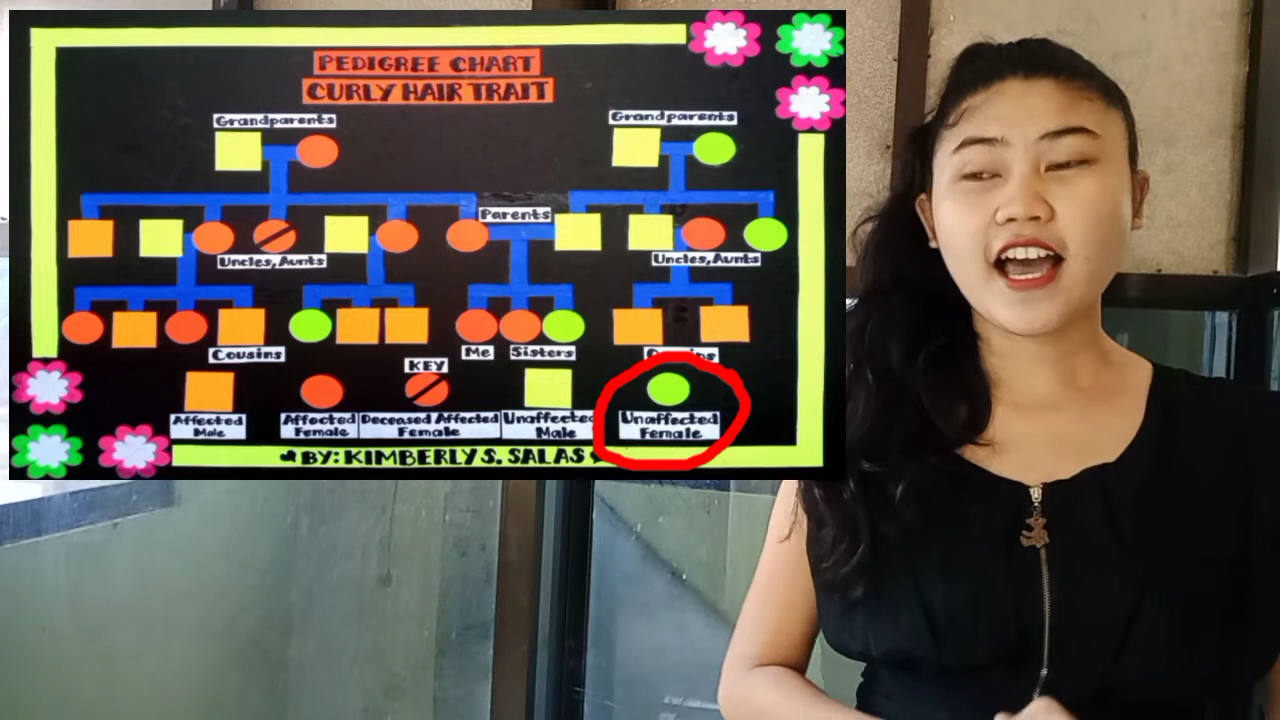 PEDIGREE CHART
CURLY HAIR TRAIT
Grandparents
Grandparents
Parents
Uncles, Aunts
Uncles, Aunts
Cousins
Me
Sisters
KEY
Affected
Male
Affected
Female
Deceased Affected
Female
Unaffected
Male
Unaffected
Female
BY: KIMBERLY S. SALAS